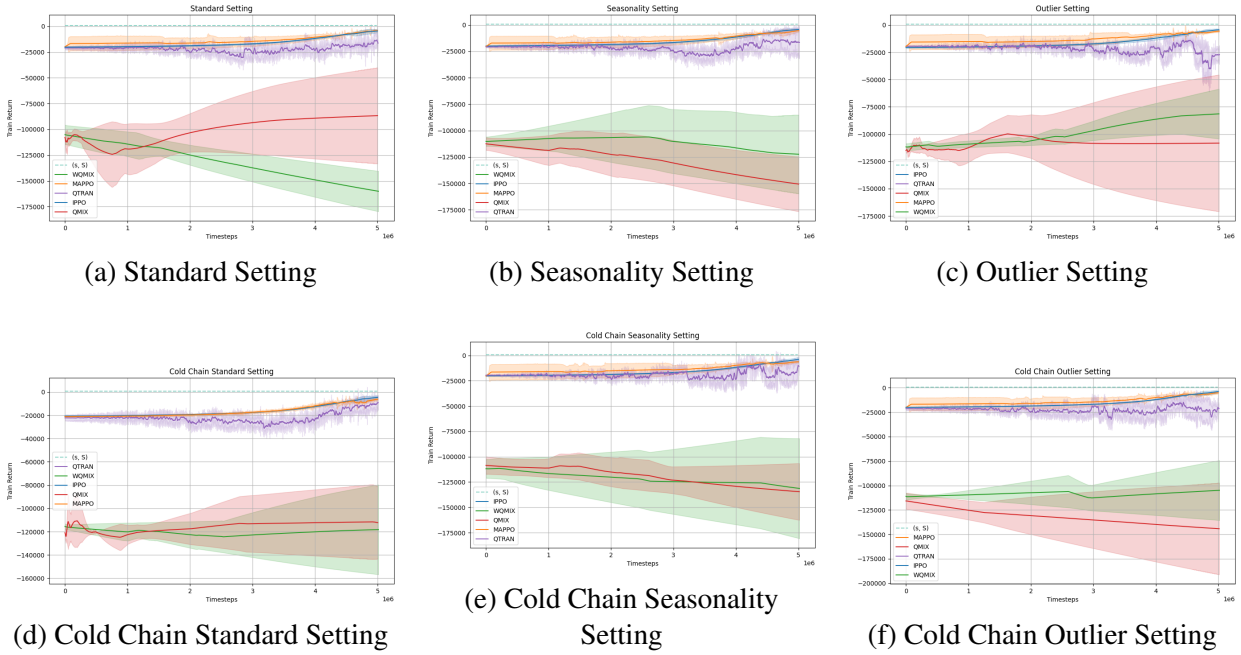 Standard Setting
Train Return
0
−25000
−50000
−75000
−100000
−125000
−150000
−175000
(s, S)
WQMIX
MAPPO
QTRAN
IPPO
QMIX
0 1 2 3 4 5
1e6
Timesteps
(a) Standard Setting
Seasonality Setting
Train Return
0
−25000
−50000
−75000
−100000
−125000
−150000
−175000
(s, S)
WQMIX
IPPO
MAPPO
QMIX
QTRAN
0 1 2 3 4 5
1e6
Timesteps
(b) Seasonality Setting
Outlier Setting
Train Return
0
−25000
−50000
−75000
−100000
−125000
−150000
−175000
(s, S)
IPPO
QTRAN
QMIX
MAPPO
WQMIX
0 1 2 3 4 5
1e6
Timesteps
(c) Outlier Setting
Cold Chain Standard Setting
Train Return
0
−20000
−40000
−60000
−80000
−100000
−120000
−140000
−160000
(s, S)
QTRAN
WQMIX
IPPO
QMIX
MAPPO
0 1 2 3 4 5
1e6
Timesteps
(d) Cold Chain Standard Setting
Cold Chain Seasonality Setting
Train Return
0
−25000
−50000
−75000
−100000
−125000
−150000
−175000
(s, S)
IPPO
WQMIX
QMIX
MAPPO
QTRAN
0 1 2 3 4 5
1e6
Timesteps
(e) Cold Chain Seasonality
Setting
Cold Chain Outlier Setting
Train Return
0
−25000
−50000
−75000
−100000
−125000
−150000
−175000
−200000
(s, S)
MAPPO
QMIX
QTRAN
IPPO
WQMIX
0 1 2 3 4 5
1e6
Timesteps
(f) Cold Chain Outlier Setting